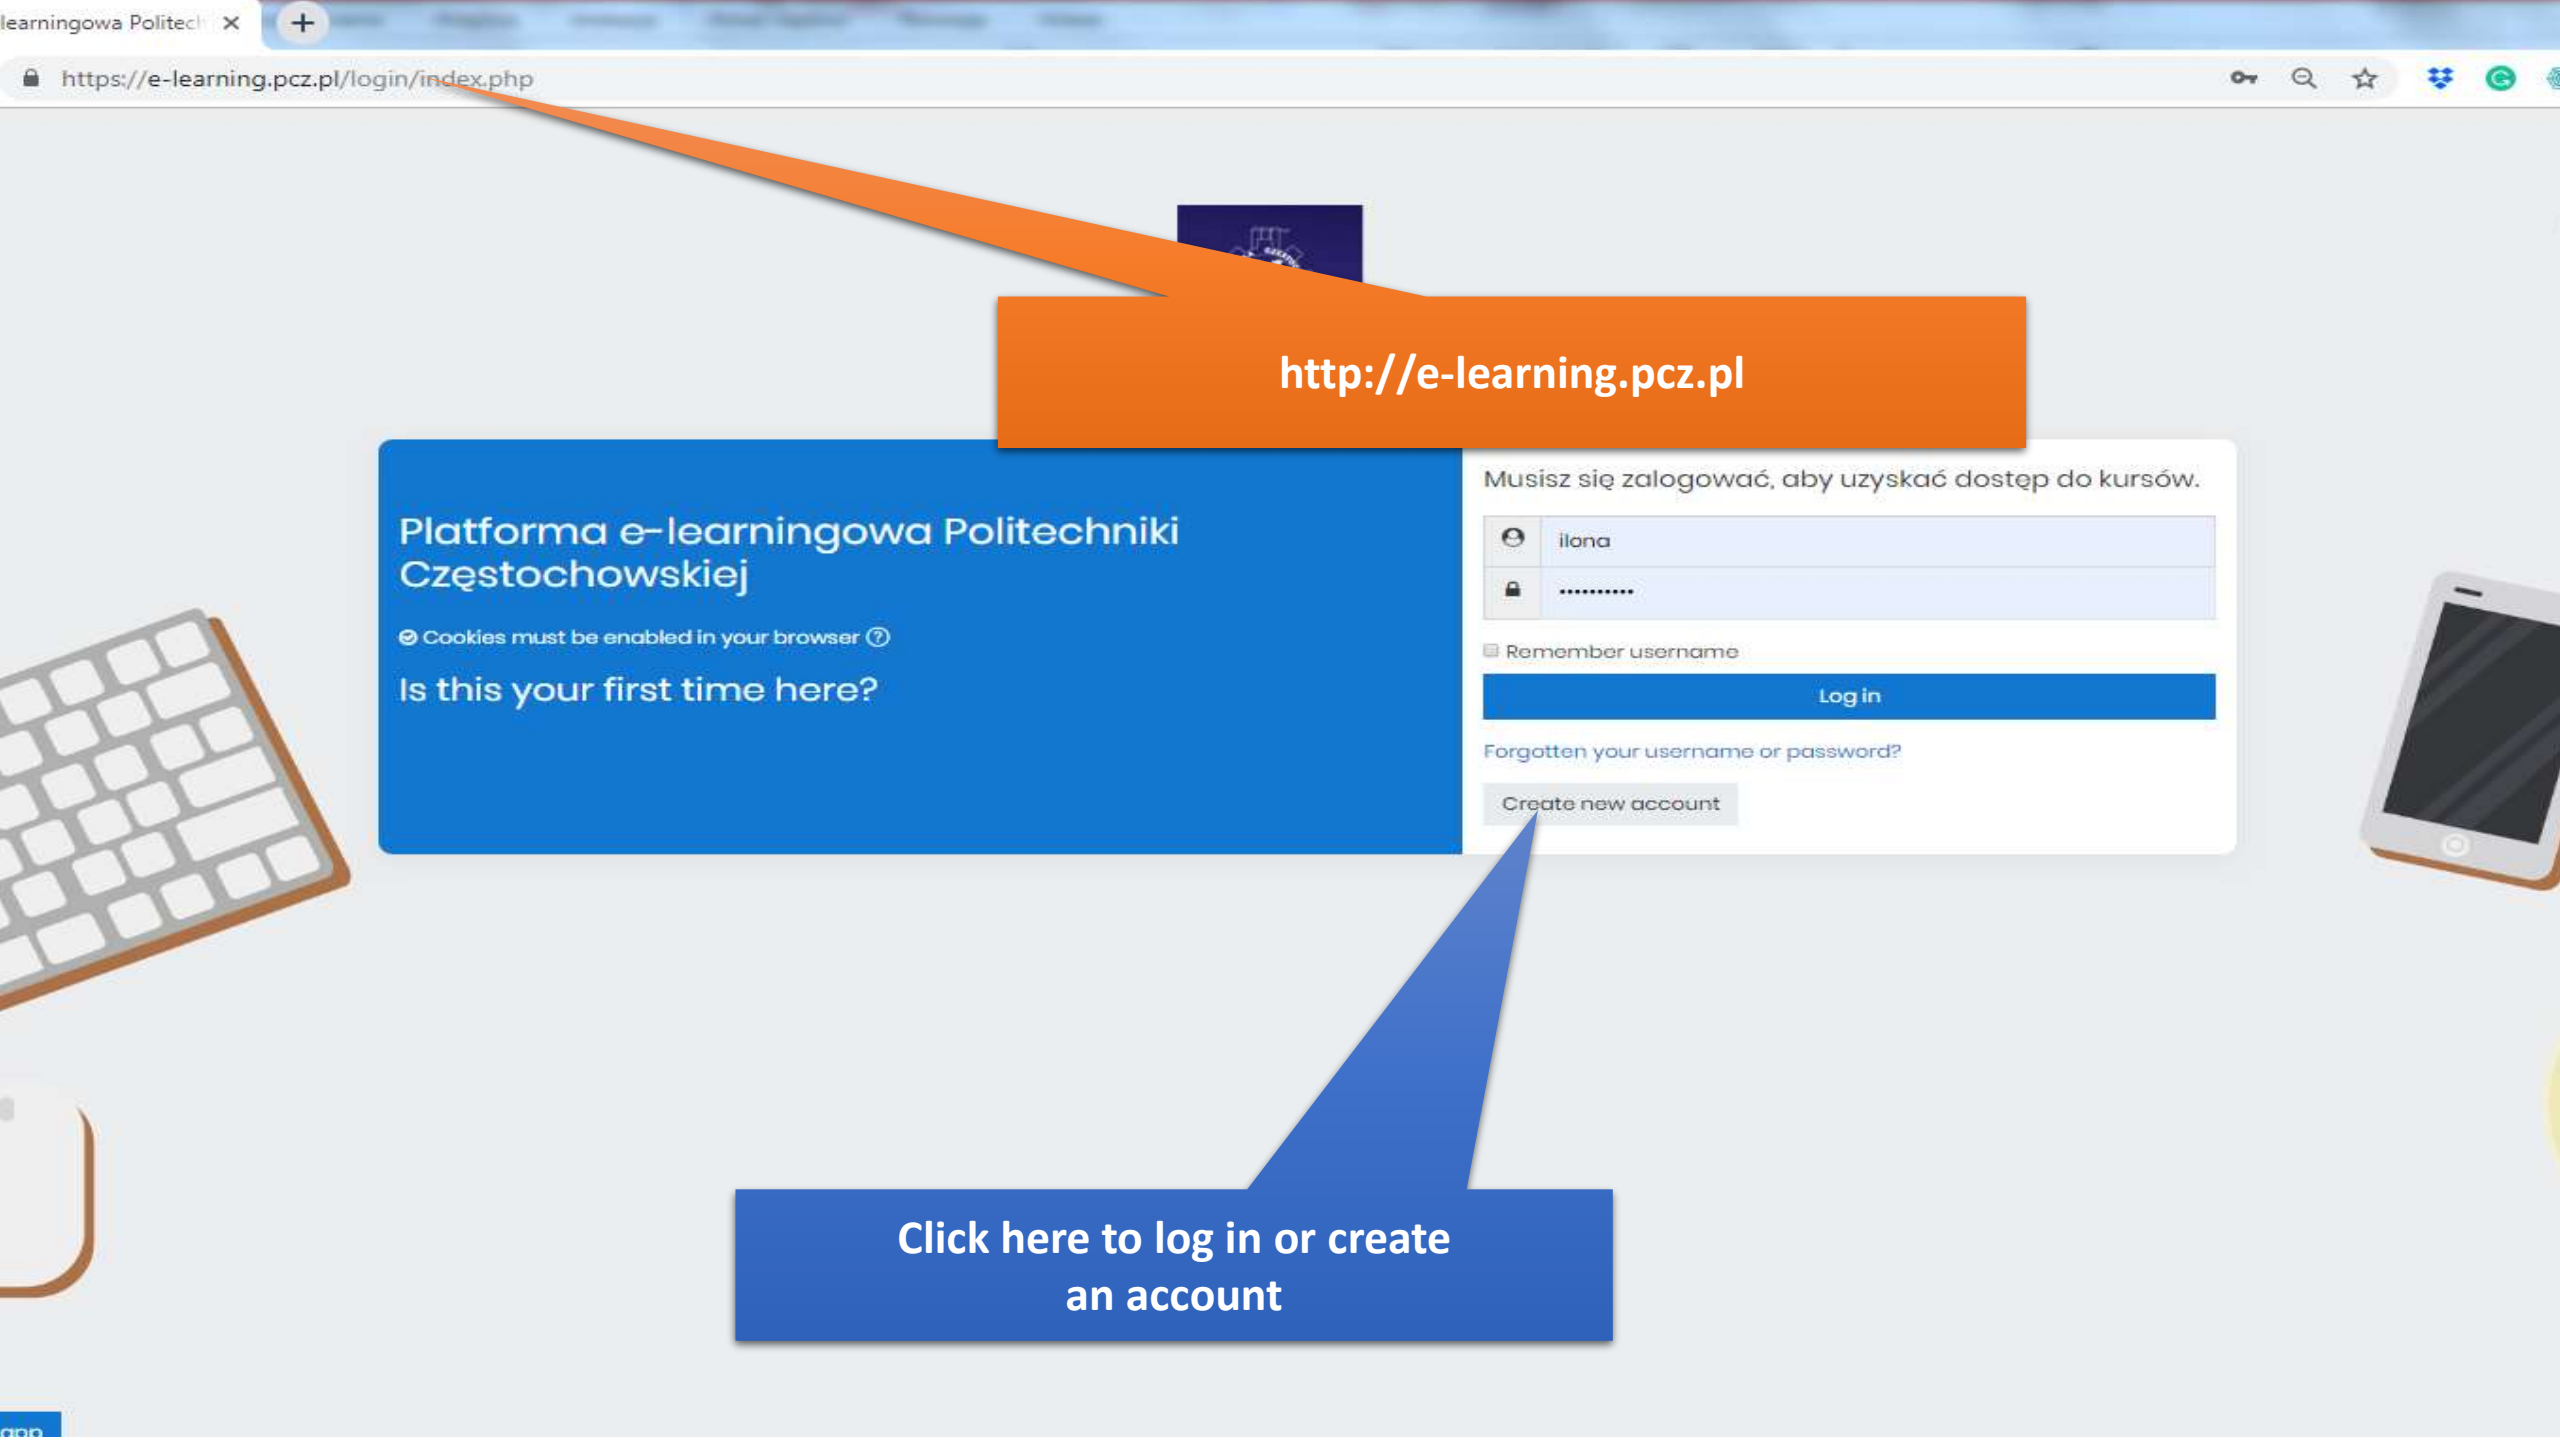 learningowa Politech
https://e-learning.pcz.pl/login/index.php
http://e-learning.pcz.pl
Platforma e-learningowa Politechniki
Częstochowskiej
Cookies must be enabled in your browser
Is this your first time here?
Musisz się zalogować, aby uzyskać dostęp do kursów.
ilona
••••••••••
Remember username
Log in
Forgotten your username or password?
Create new account
Click here to log in or create
an account
app